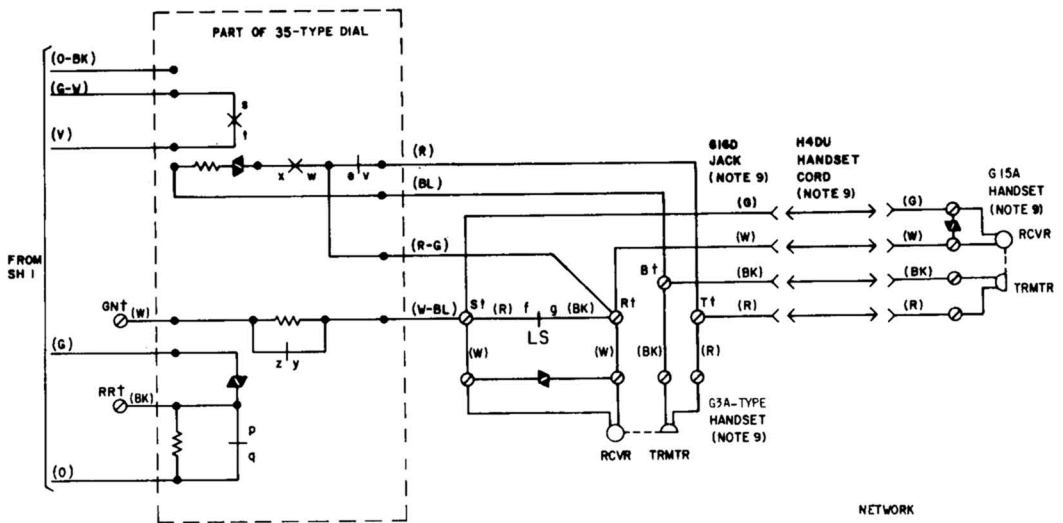 PART OF 35-TYPE DIAL
(O-BK)
(G-W)
s
t
(V)
x w
e v
(R)
(BL)
(R-G)
FROM
SH 1
GN† (W)
z y
(W-BL)
(G)
RR† (BK)
p
q
(O)
S† (R) f g (BK) R†
LS
B†
T†
(W)
(W)
(BK)
(R)
G3A-TYPE
HANDSET
(NOTE 9)
RCVR TRMTR
616D
JACK
(NOTE 9)
H4DU
HANDSET
CORD
(NOTE 9)
G15A
HANDSET
(NOTE 9)
(G) (G)
(W) (W)
(BK) (BK)
(R) (R)
RCVR
TRMTR
NETWORK